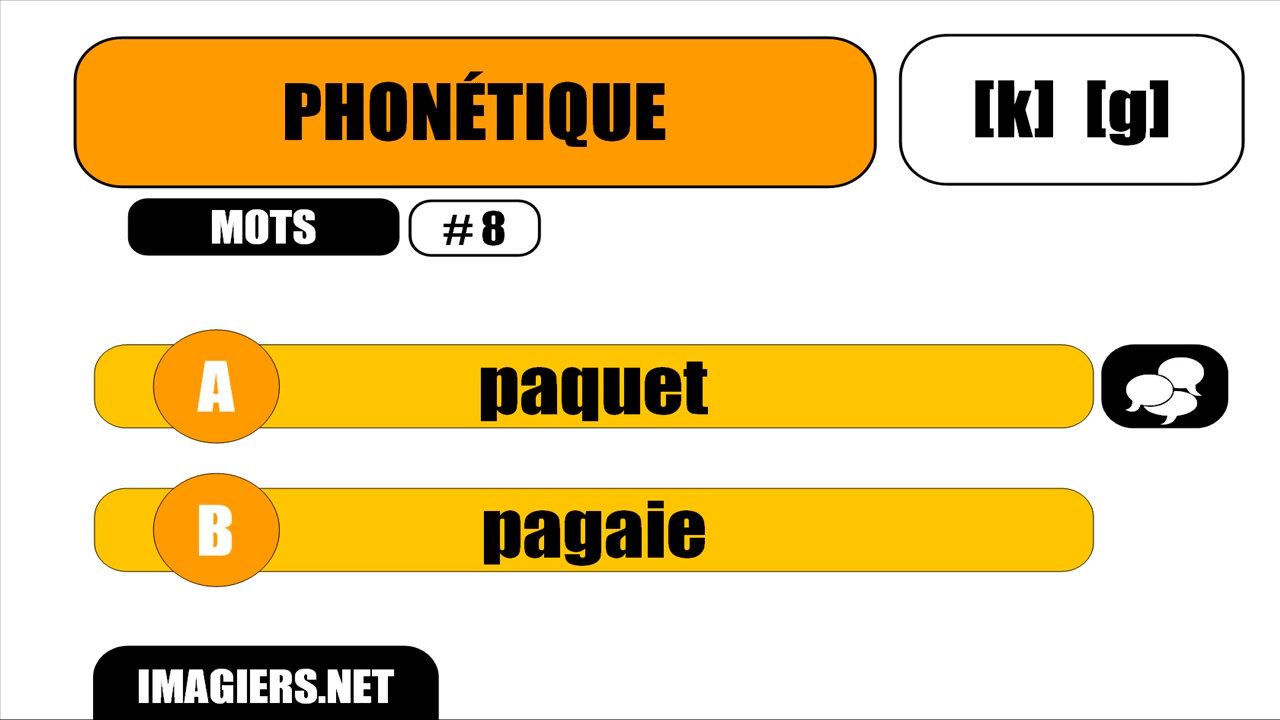 PHONÉTIQUE
[k] [g]
MOTS
# 8
A
paquet
B
pagaie
IMAGIERS.NET